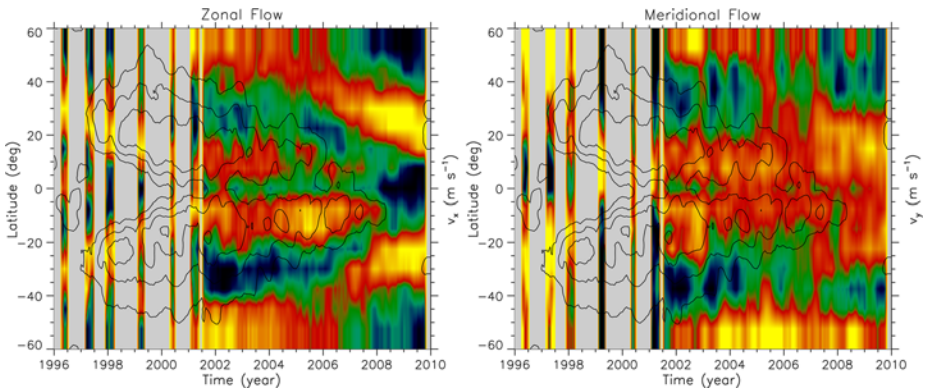 Zonal Flow
60
40
20
0
−20
−40
−60
Latitude (deg)
1996 1998 2000 2002 2004 2006 2008 2010
Time (year)
v_x (m s⁻¹)
Meridional Flow
60
40
20
0
−20
−40
−60
Latitude (deg)
1996 1998 2000 2002 2004 2006 2008 2010
Time (year)
v_y (m s⁻¹)